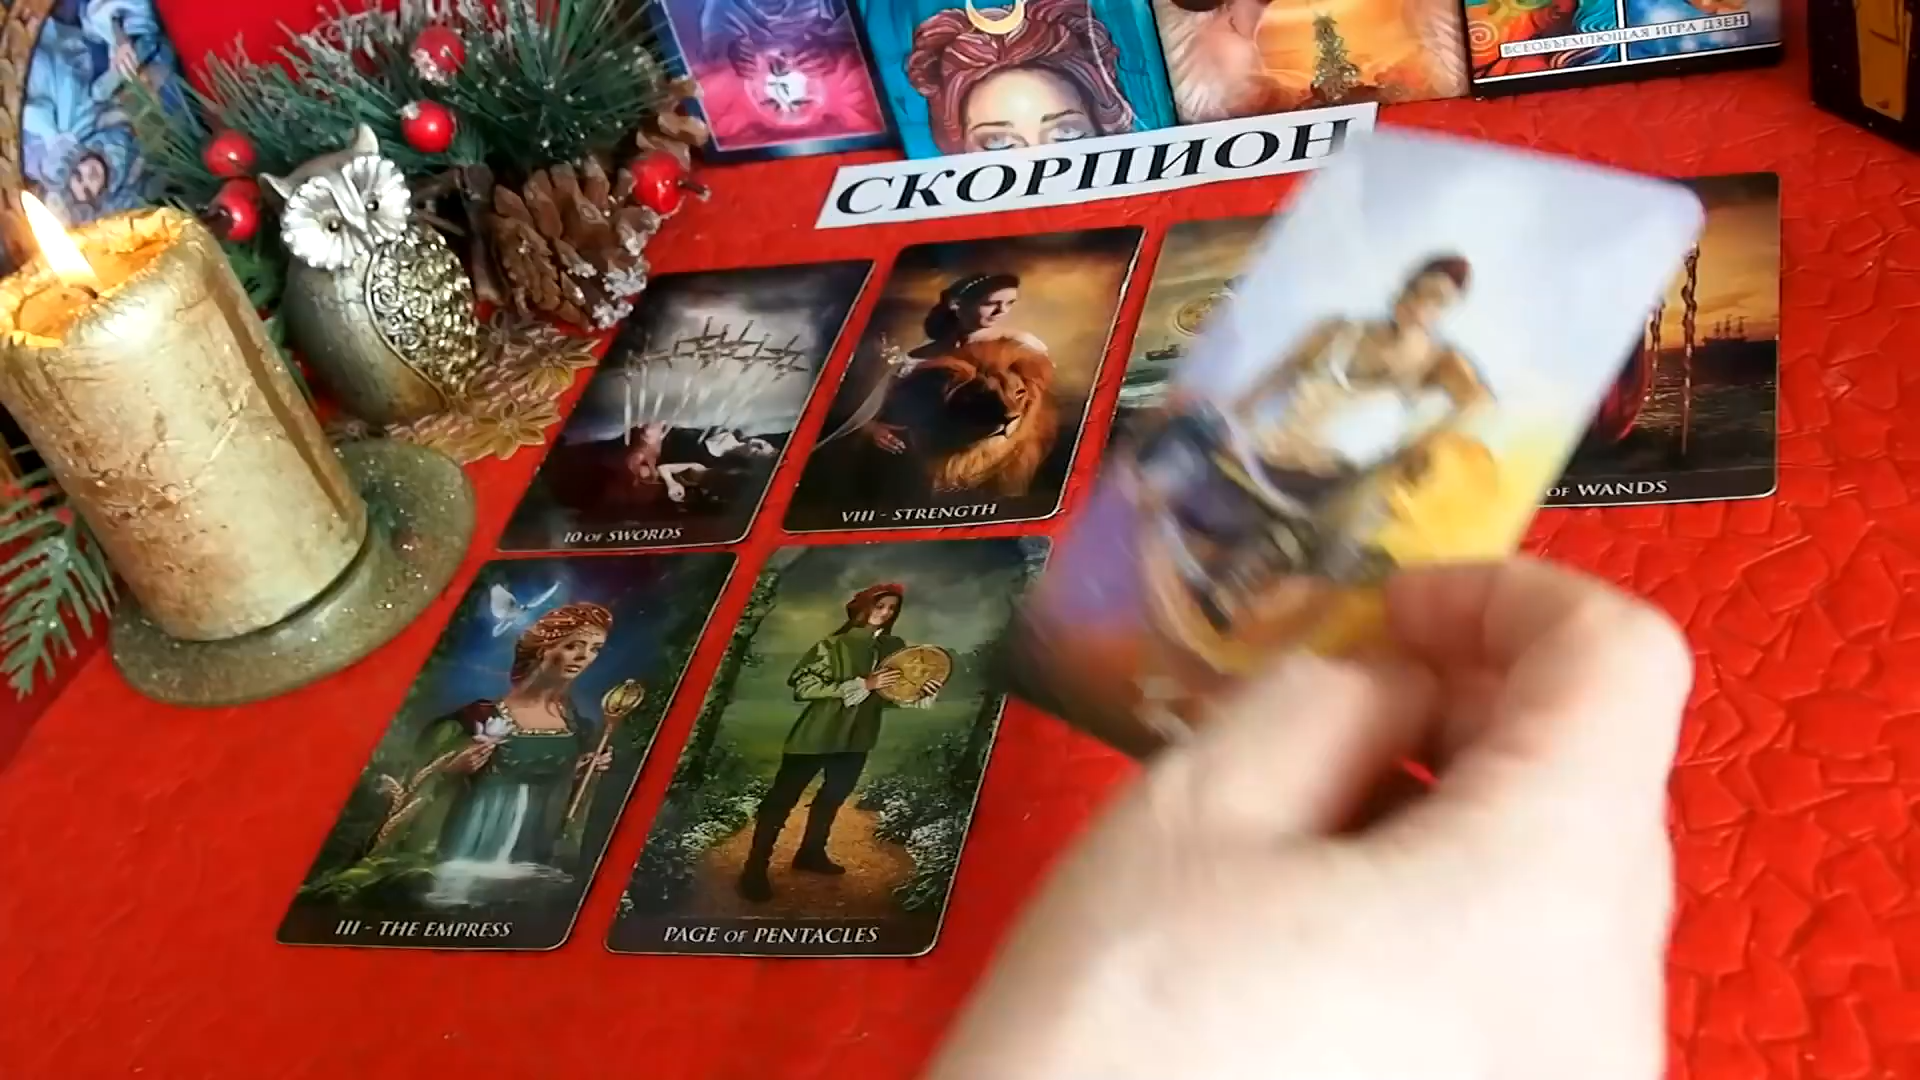 ВСЕОБЪЕМЛЮЩАЯ ИГРА ДЗЕН
СКОРПИОН
10 OF SWORDS
VIII - STRENGTH
OF WANDS
III - THE EMPRESS
PAGE OF PENTACLES